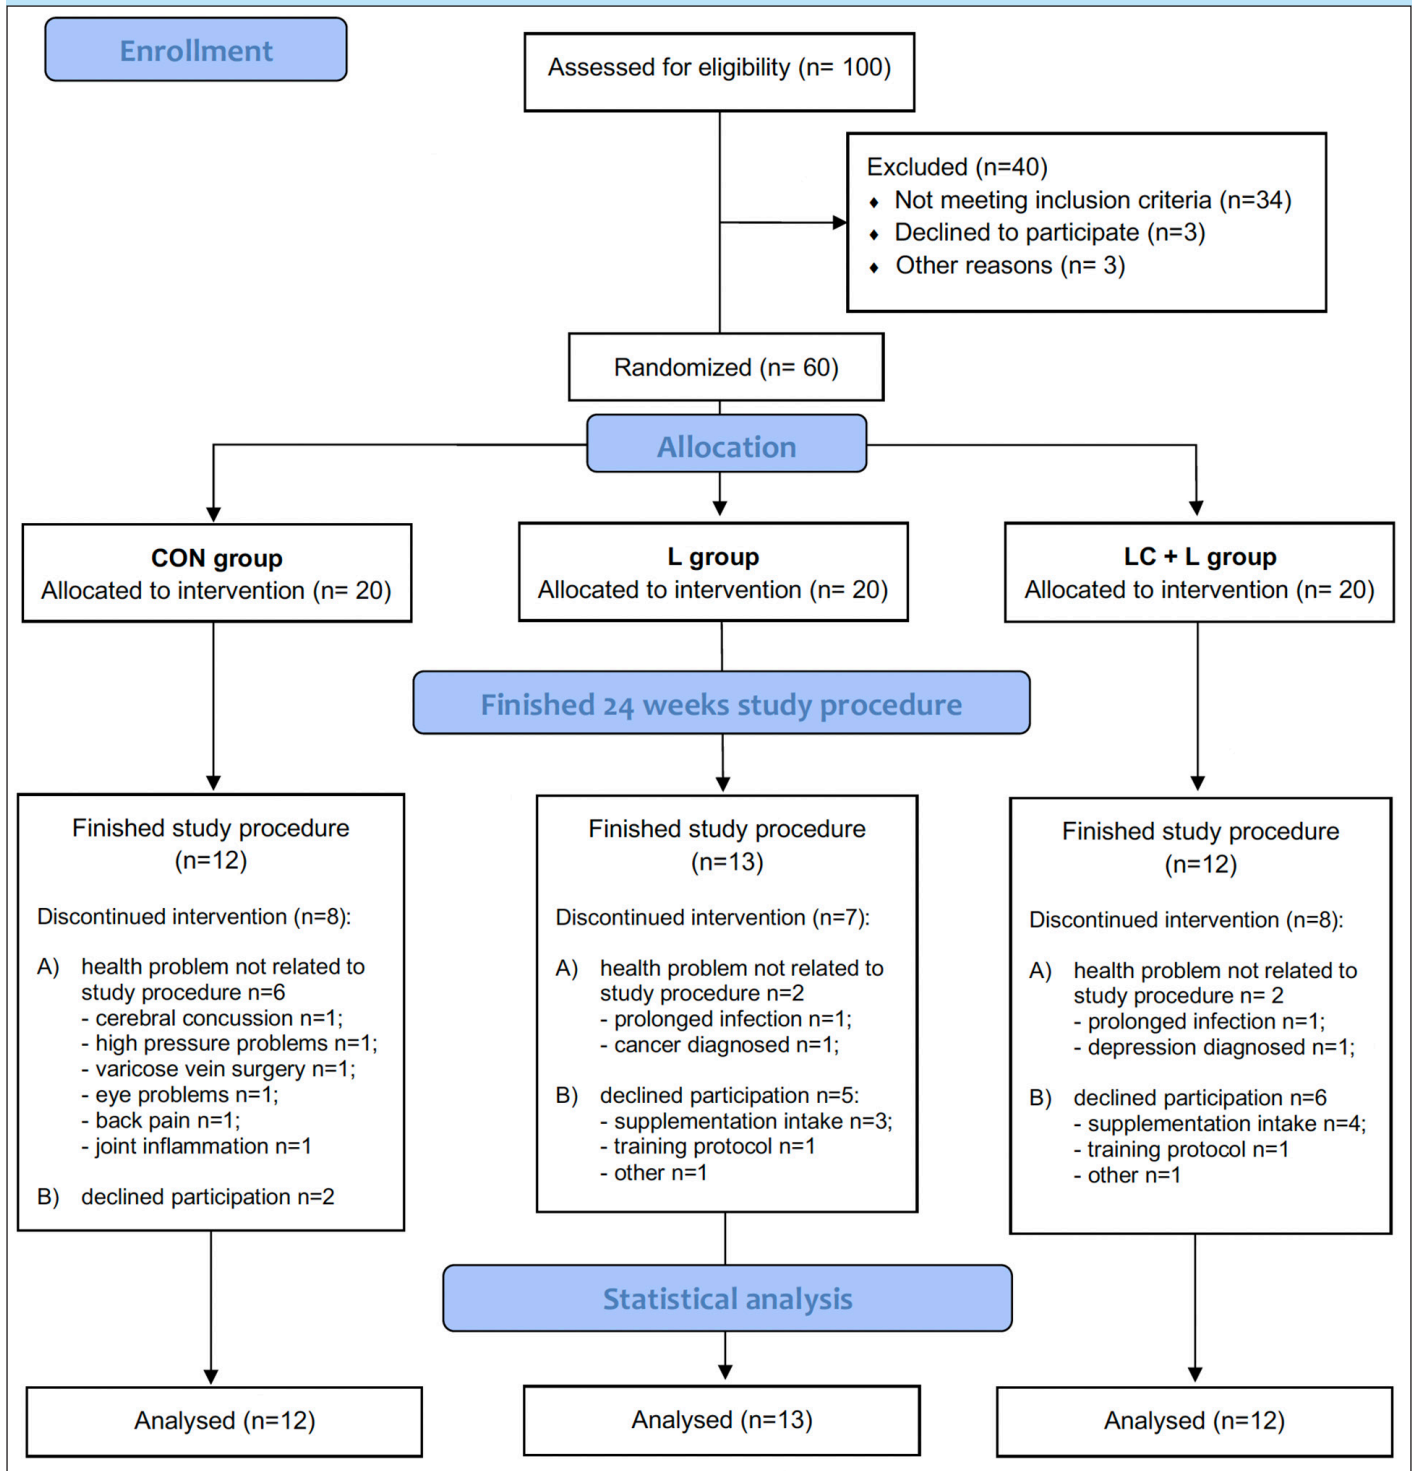 Enrollment
Assessed for eligibility (n= 100)
Excluded (n=40)
♦ Not meeting inclusion criteria (n=34)
♦ Declined to participate (n=3)
♦ Other reasons (n= 3)
Randomized (n= 60)
Allocation
CON group
Allocated to intervention (n= 20)
L group
Allocated to intervention (n= 20)
LC + L group
Allocated to intervention (n= 20)
Finished 24 weeks study procedure
Finished study procedure
(n=12)
Discontinued intervention (n=8):
A) health problem not related to
study procedure n=6
- cerebral concussion n=1;
- high pressure problems n=1;
- varicose vein surgery n=1;
- eye problems n=1;
- back pain n=1;
- joint inflammation n=1
B) declined participation n=2
Finished study procedure
(n=13)
Discontinued intervention (n=7):
A) health problem not related to
study procedure n=2
- prolonged infection n=1;
- cancer diagnosed n=1;
B) declined participation n=5:
- supplementation intake n=3;
- training protocol n=1
- other n=1
Finished study procedure
(n=12)
Discontinued intervention (n=8):
A) health problem not related to
study procedure n= 2
- prolonged infection n=1;
- depression diagnosed n=1;
B) declined participation n=6
- supplementation intake n=4;
- training protocol n=1
- other n=1
Statistical analysis
Analysed (n=12)
Analysed (n=13)
Analysed (n=12)